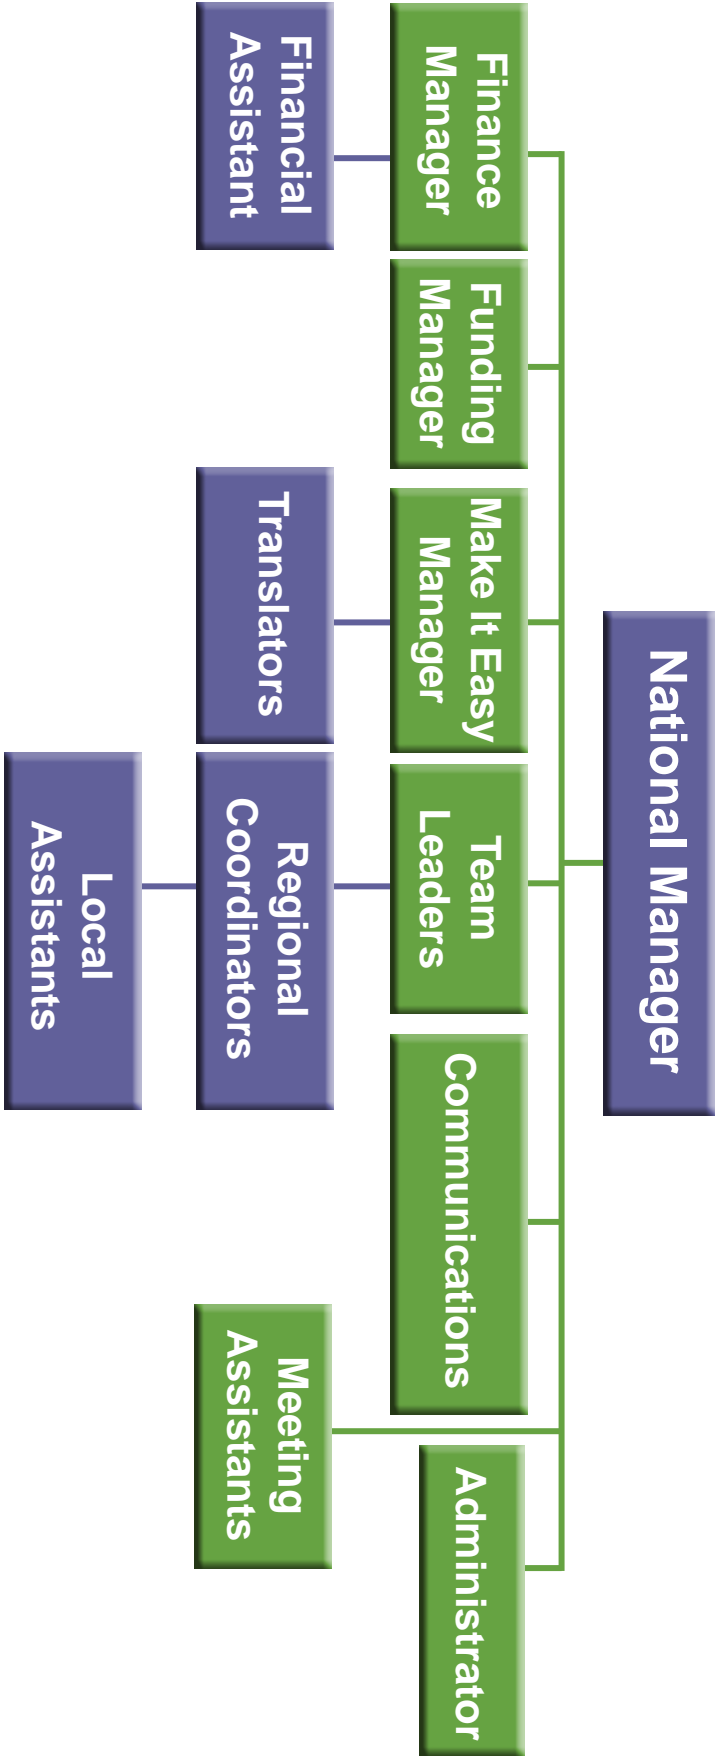 National Manager
Finance
Manager
Funding
Manager
Make It Easy
Manager
Team
Leaders
Communications
Administrator
Financial
Assistant
Translators
Regional
Coordinators
Meeting
Assistants
Local
Assistants